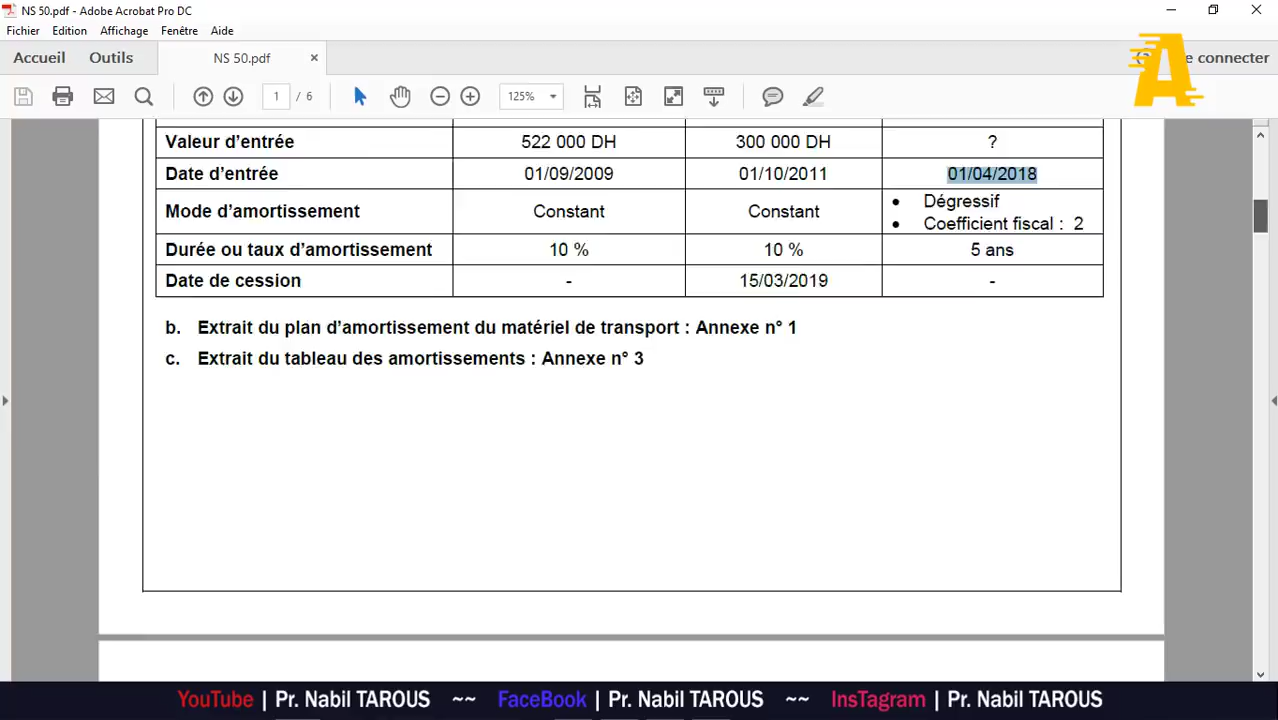 NS 50.pdf - Adobe Acrobat Pro DC
Fichier Edition Affichage Fenêtre Aide
Accueil Outils NS 50.pdf × e connecter
1 / 6 125%
Valeur d'entrée 522 000 DH 300 000 DH ?
Date d'entrée 01/09/2009 01/10/2011 01/04/2018
Mode d'amortissement Constant Constant • Dégressif
• Coefficient fiscal : 2
Durée ou taux d'amortissement 10 % 10 % 5 ans
Date de cession - 15/03/2019 -
b. Extrait du plan d'amortissement du matériel de transport : Annexe n° 1
c. Extrait du tableau des amortissements : Annexe n° 3
YouTube | Pr. Nabil TAROUS ~~ FaceBook | Pr. Nabil TAROUS ~~ InsTagram | Pr. Nabil TAROUS